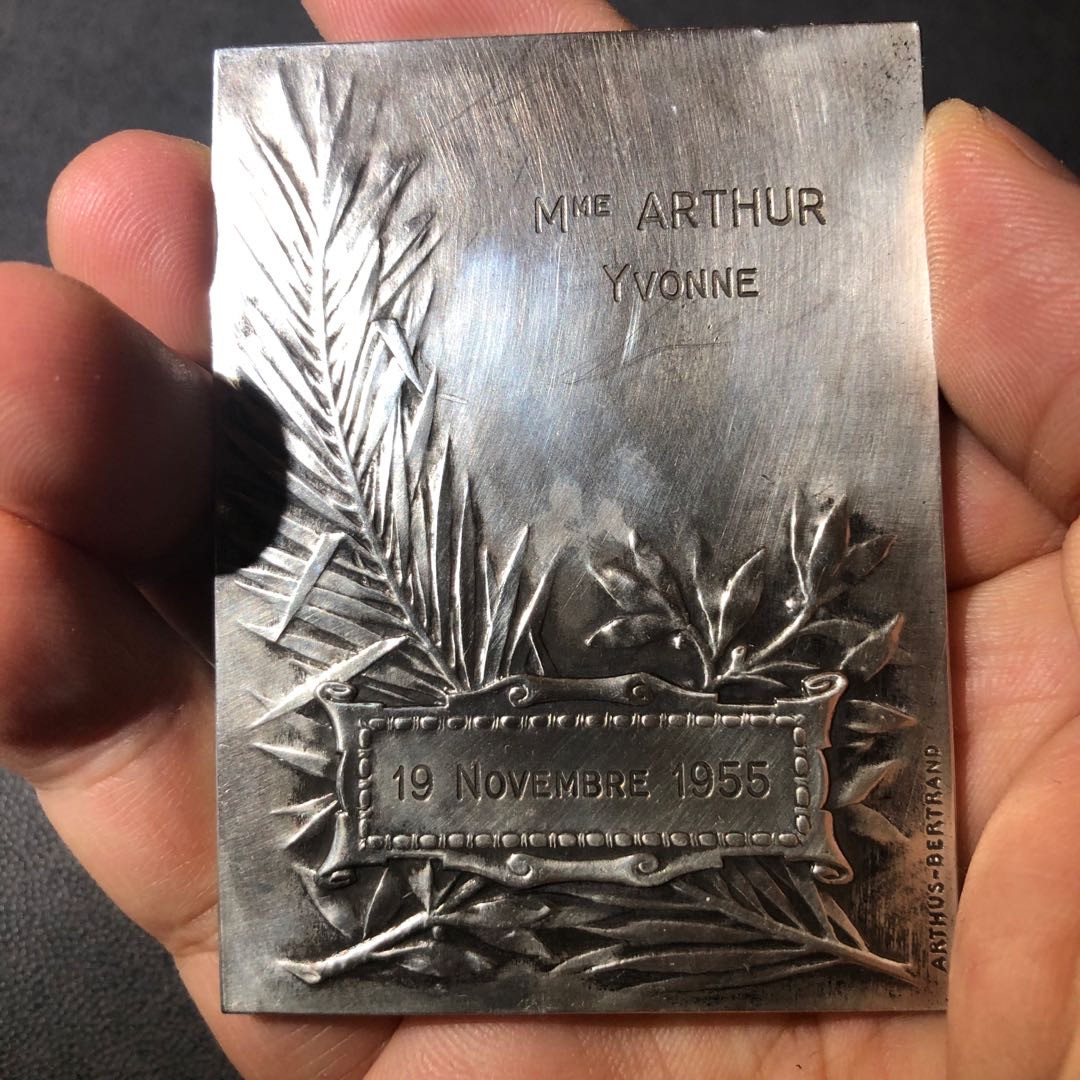 Mᴹᴱ ARTHUR
YVONNE
19 NOVEMBRE 1955
ARTHUS-BERTRAND